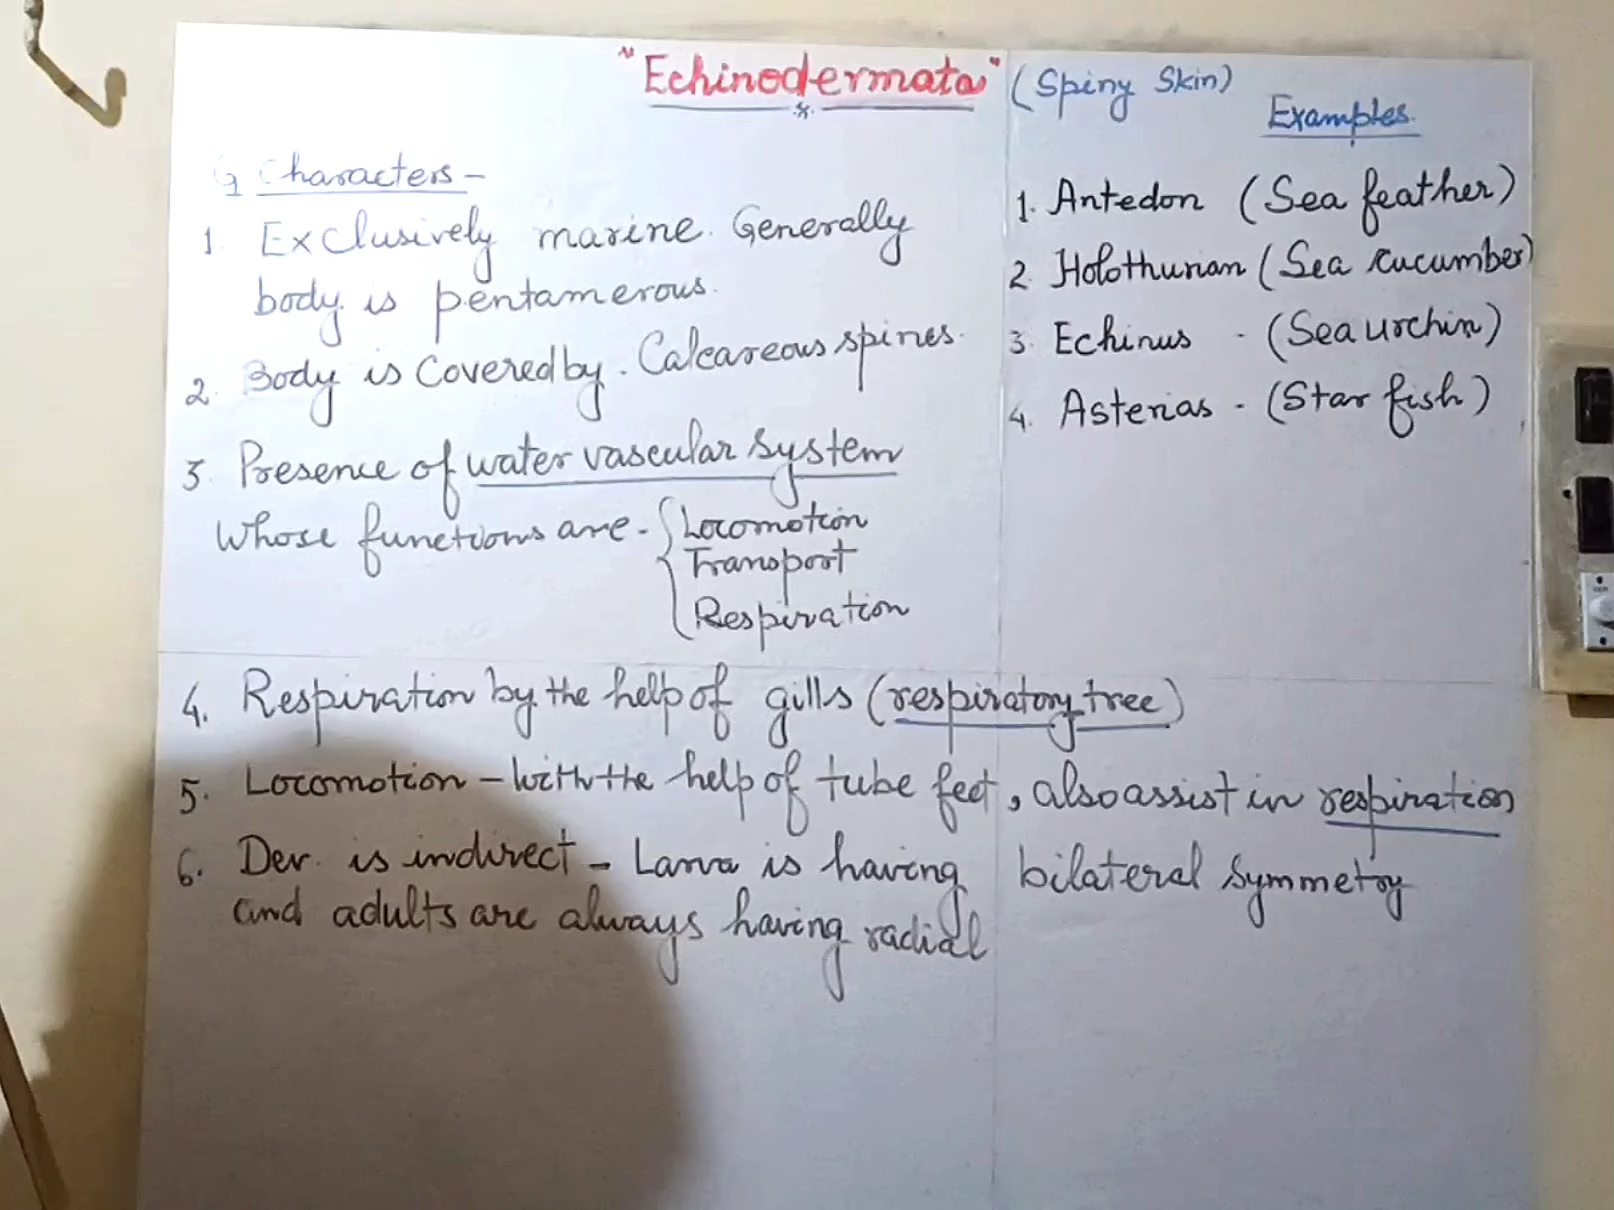 "Echinodermata" (Spiny Skin)
G Characters -
1. Exclusively marine. Generally
body is pentamerous.
2. Body is Covered by. Calcareous spines.
3. Presence of water vascular system
Whose functions are - Locomotion
Transport
Respiration
Examples.
1. Antedon (Sea feather)
2. Holothurian (Sea cucumber)
3. Echinus - (Sea urchin)
4. Asterias - (Star fish)
4. Respiration by the help of gills (respiratory tree)
5. Locomotion - with the help of tube feet, also assist in respiration
6. Dev. is indirect - Larva is having bilateral symmetry
and adults are always having radial